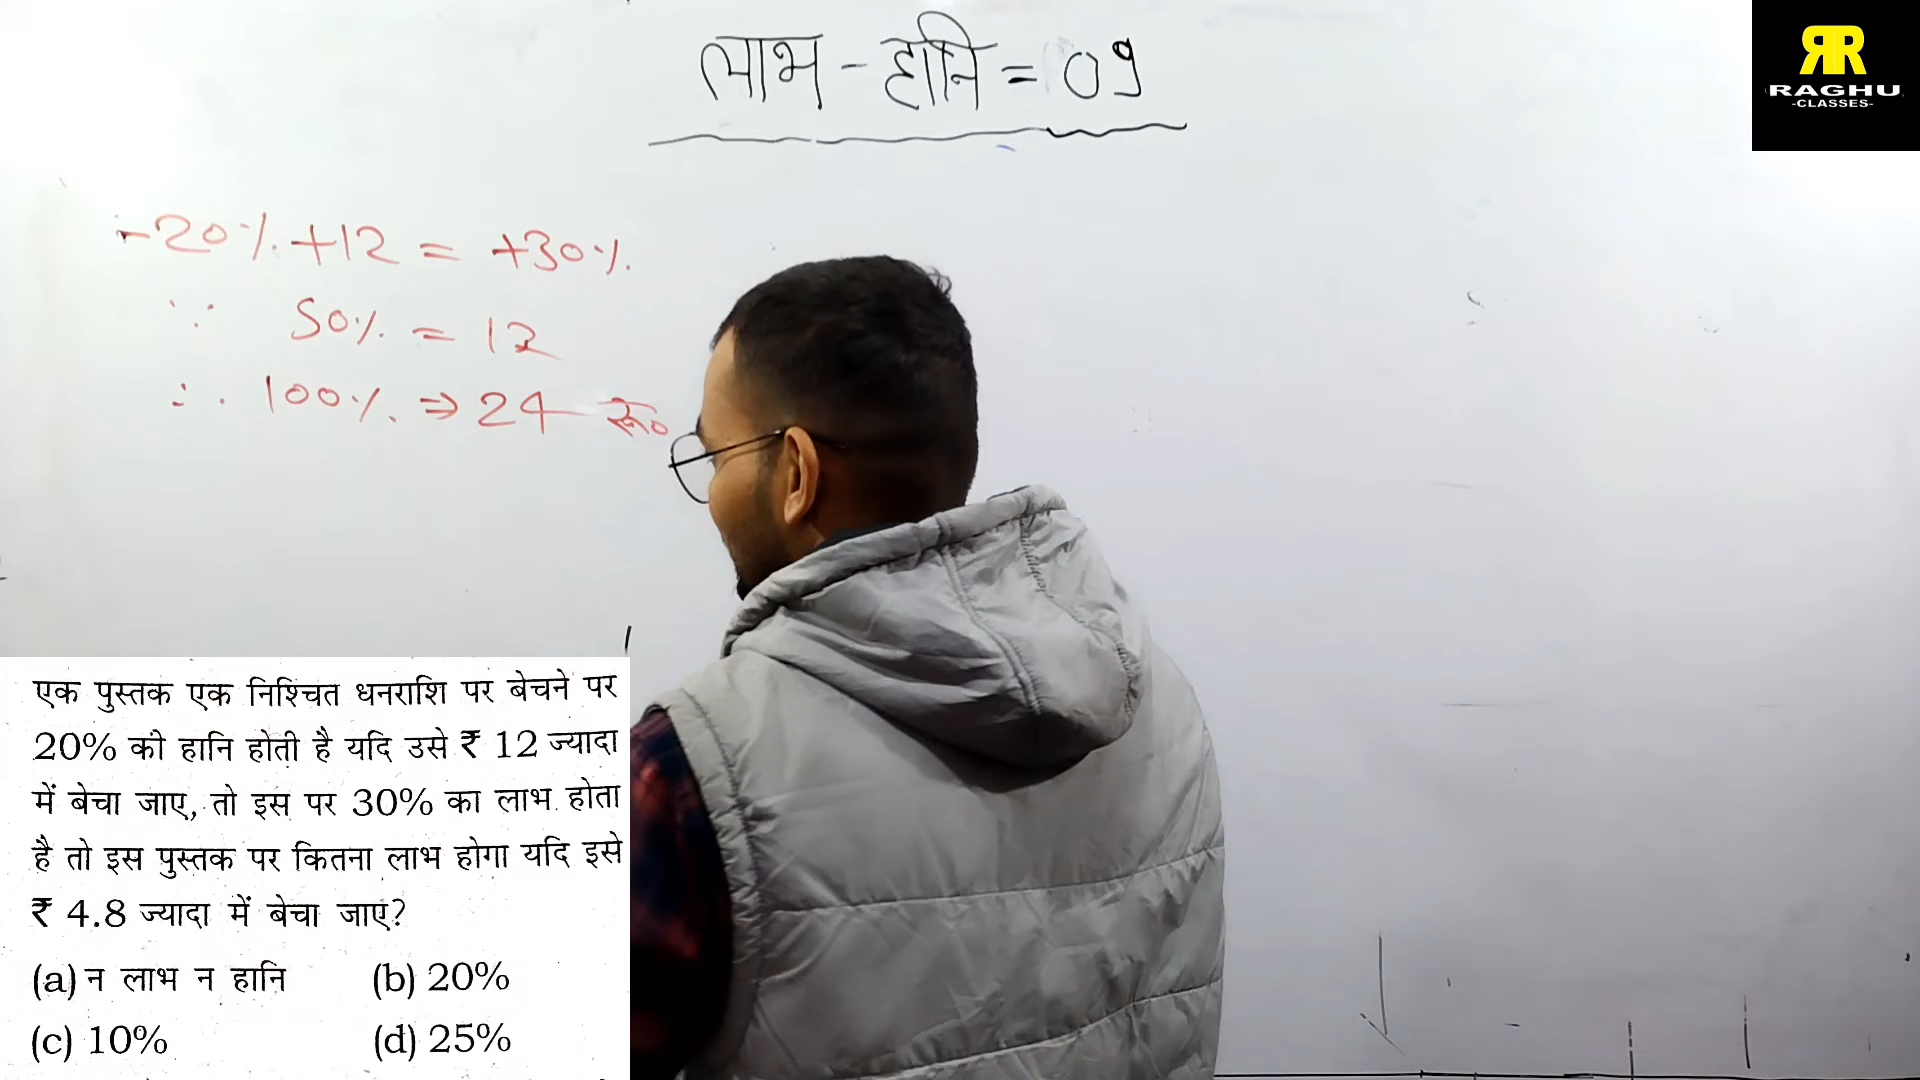 लाभ - हानि = 09
RR
RAGHU
-CLASSES-
-20% +12 = +30%
∵ 50% = 12
∴ 100% ⇒ 24 रू०
एक पुस्तक एक निश्चित धनराशि पर बेचने पर
20% की हानि होती है यदि उसे ₹ 12 ज्यादा
में बेचा जाए, तो इस पर 30% का लाभ होता
है तो इस पुस्तक पर कितना लाभ होगा यदि इसे
₹ 4.8 ज्यादा में बेचा जाए?
(a) न लाभ न हानि (b) 20%
(c) 10% (d) 25%